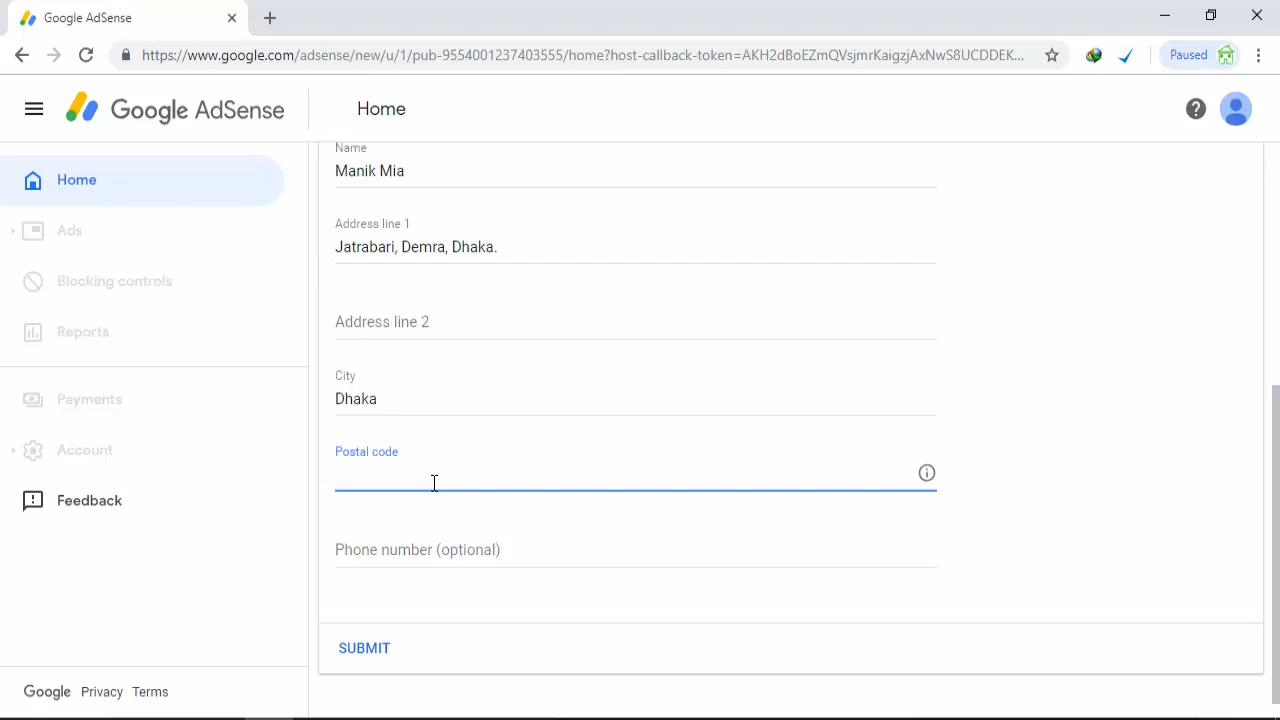 Google AdSense
https://www.google.com/adsense/new/u/1/pub-9554001237403555/home?host-callback-token=AKH2dBoEZmQVsjmrKaigzjAxNwS8UCDDEK...
Paused
Google AdSense
Home
Home
Ads
Blocking controls
Reports
Payments
Account
Feedback
Google Privacy Terms
Name
Manik Mia
Address line 1
Jatrabari, Demra, Dhaka.
Address line 2
City
Dhaka
Postal code
Phone number (optional)
SUBMIT